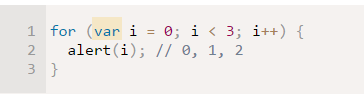 1 for (var i = 0; i < 3; i++) {
2   alert(i); // 0, 1, 2
3 }